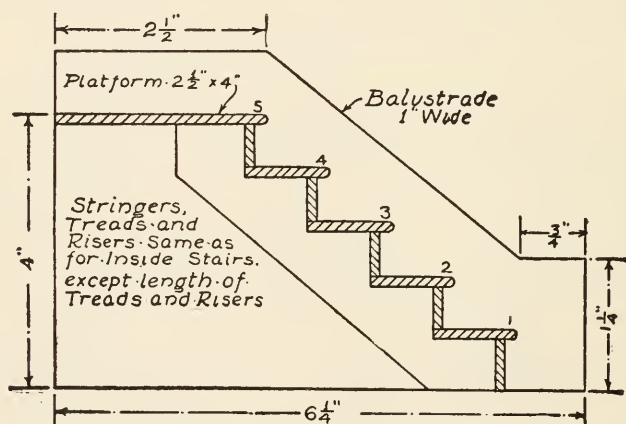 2 1/2"
Platform·2 1/2"×4"
Balustrade
1" Wide
5
4
3
2
1
Stringers,
Treads and
Risers·Same·as
for·Inside Stairs.
except·length·of
Treads and Risers
4"
3/4"
1 1/4"
6 1/4"